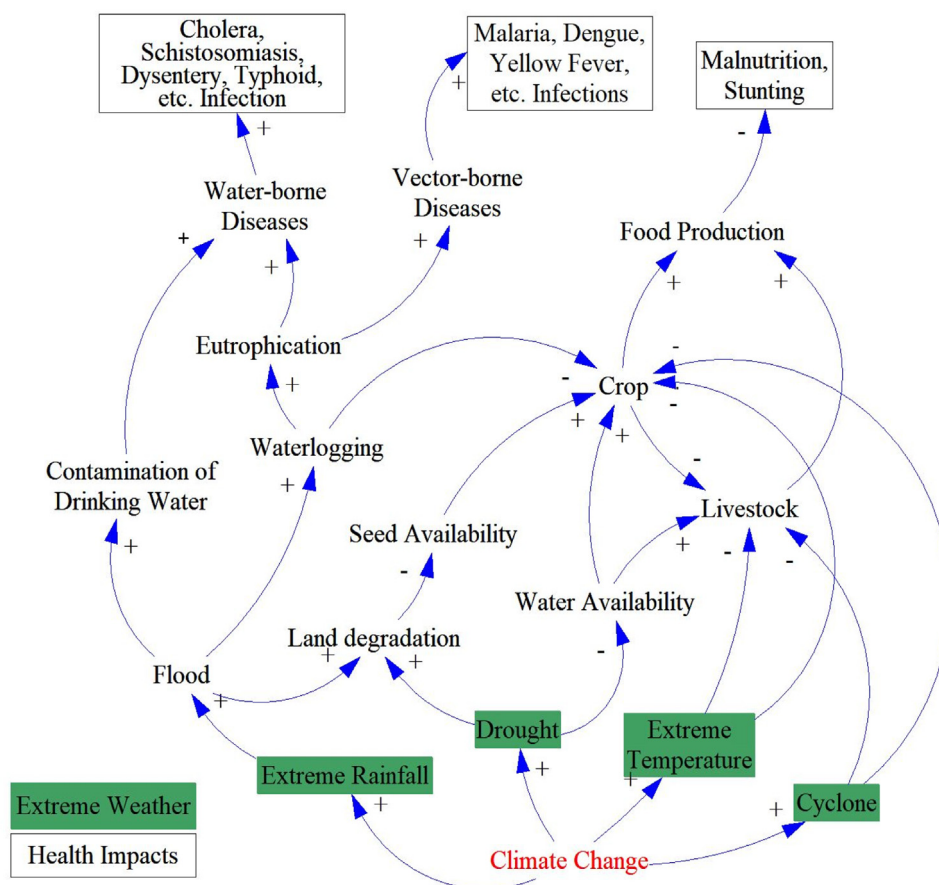 Cholera,
Schistosomiasis,
Dysentery, Typhoid,
etc. Infection
Malaria, Dengue,
Yellow Fever,
etc. Infections
Malnutrition,
Stunting
+
+
-
Water-borne
Diseases
Vector-borne
Diseases
Food Production
+
+
+
+
+
Eutrophication
-
-
Crop
-
-
+
+
+
Waterlogging
Contamination of
Drinking Water
+
-
Livestock
Seed Availability
+
+
-
-
-
Water Availability
Land degradation
+
+
-
Flood
+
Drought
Extreme
Temperature
Extreme Rainfall
+
+
+
+
Cyclone
Extreme Weather
Health Impacts
Climate Change